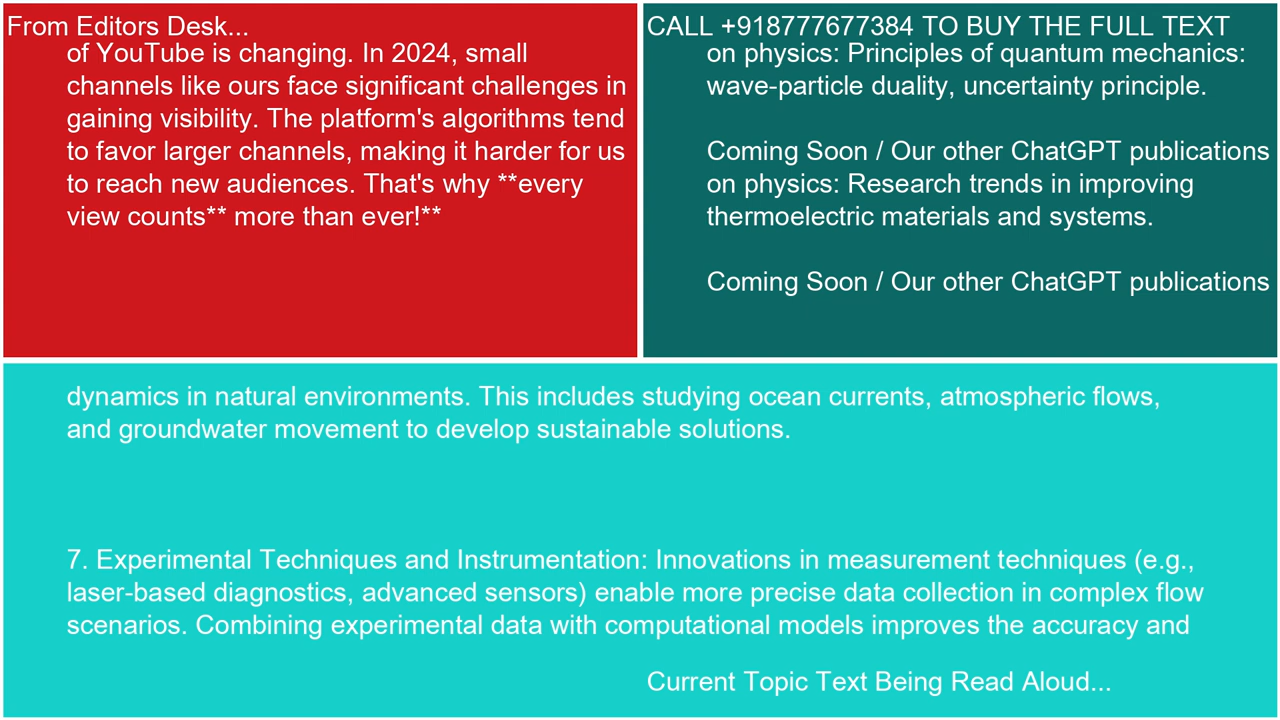 From Editors Desk...
of YouTube is changing. In 2024, small
channels like ours face significant challenges in
gaining visibility. The platform's algorithms tend
to favor larger channels, making it harder for us
to reach new audiences. That's why **every
view counts** more than ever!**
CALL +918777677384 TO BUY THE FULL TEXT
on physics: Principles of quantum mechanics:
wave-particle duality, uncertainty principle.
Coming Soon / Our other ChatGPT publications
on physics: Research trends in improving
thermoelectric materials and systems.
Coming Soon / Our other ChatGPT publications
dynamics in natural environments. This includes studying ocean currents, atmospheric flows,
and groundwater movement to develop sustainable solutions.
7. Experimental Techniques and Instrumentation: Innovations in measurement techniques (e.g.,
laser-based diagnostics, advanced sensors) enable more precise data collection in complex flow
scenarios. Combining experimental data with computational models improves the accuracy and
Current Topic Text Being Read Aloud...